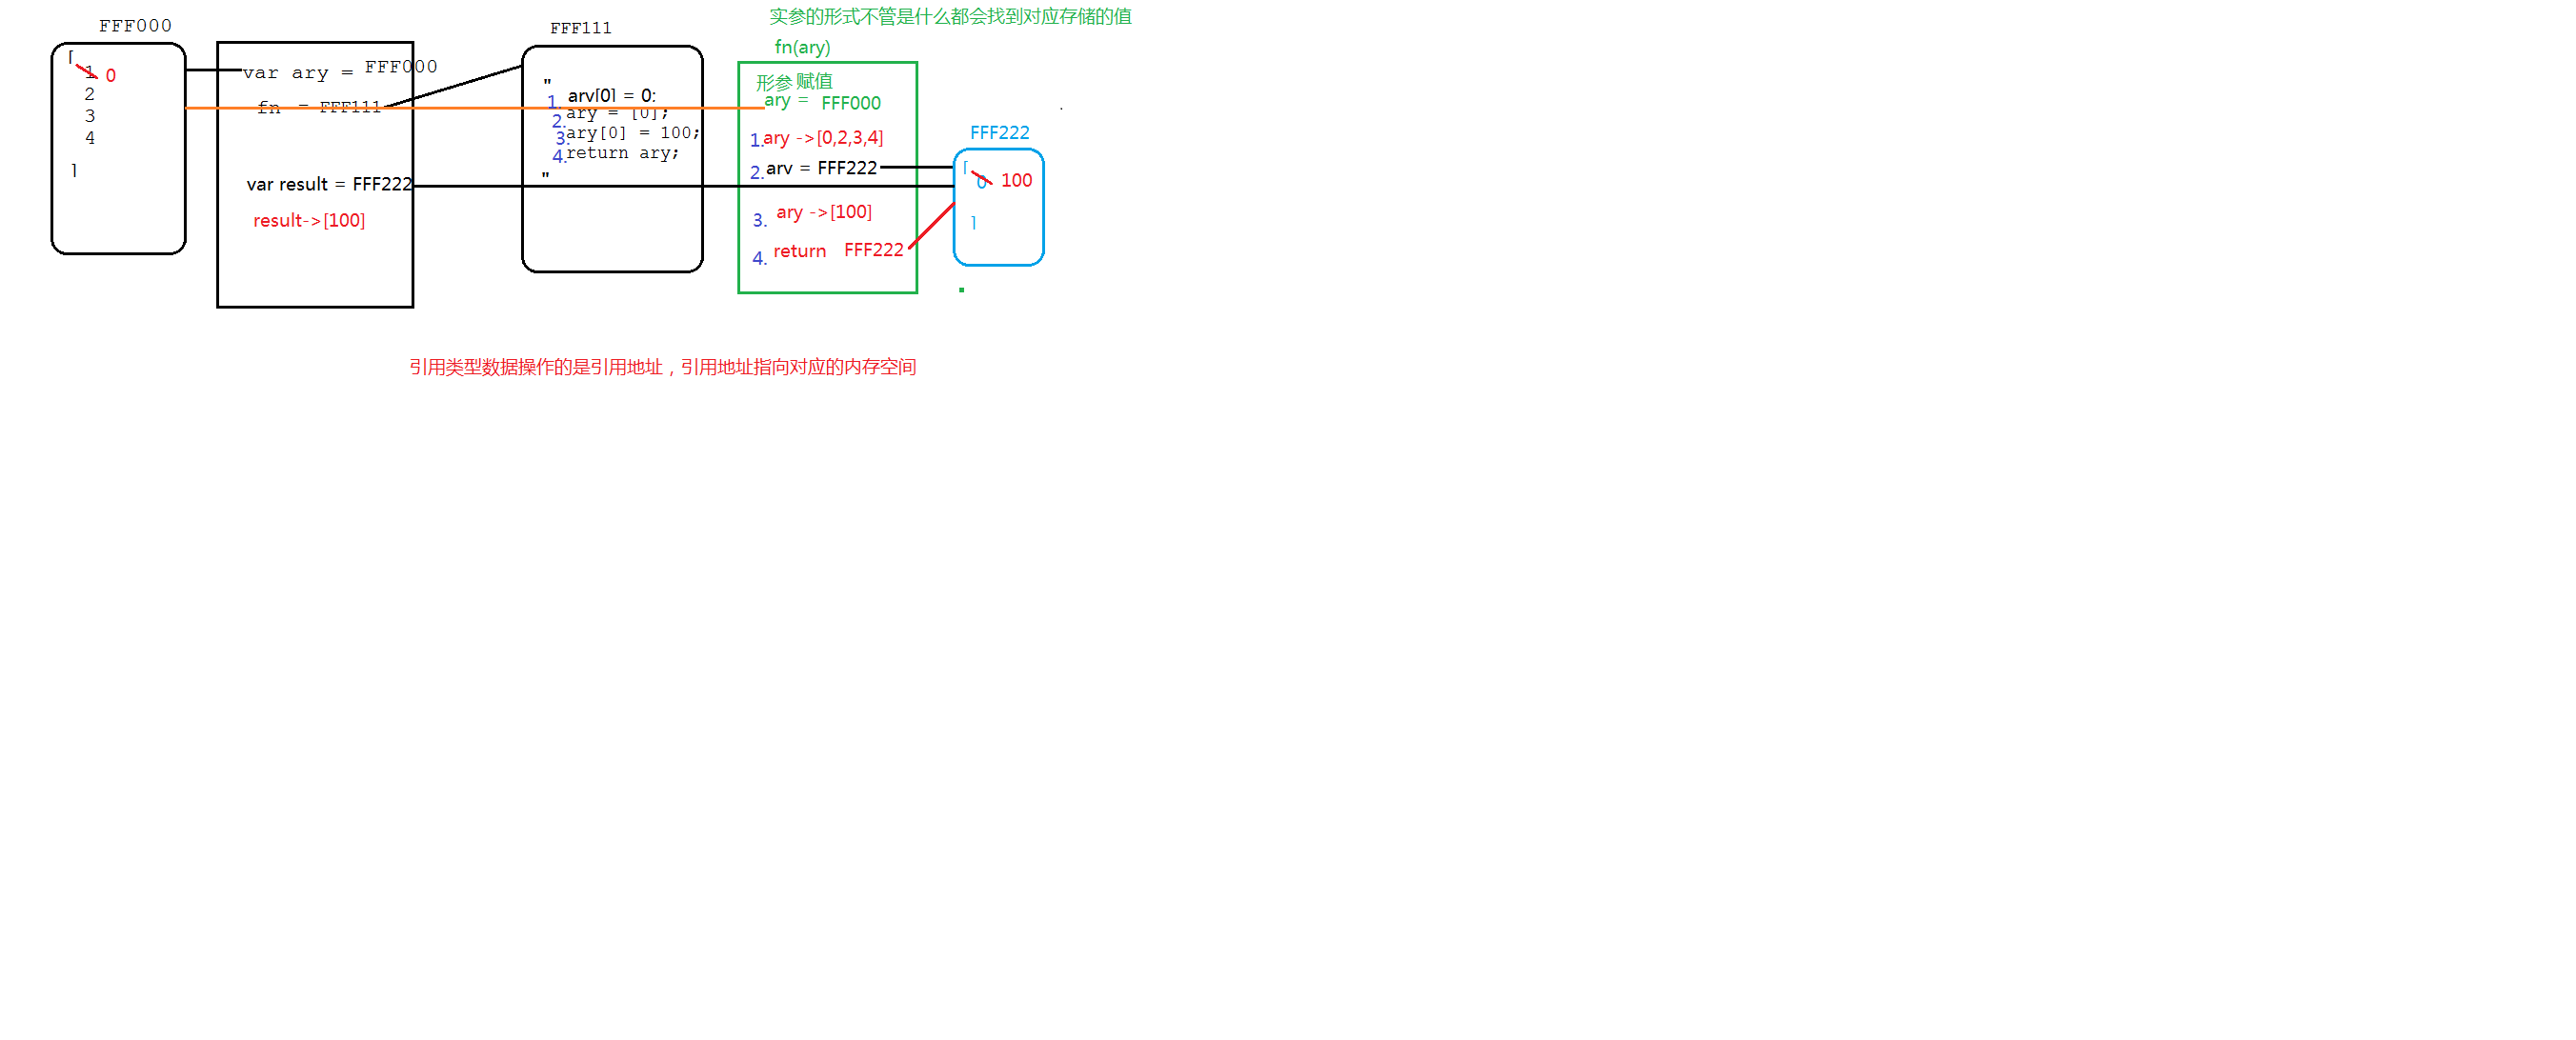 FFF000
[
1 0
2
3
4
]
var ary = FFF000
fn = FFF111
var result = FFF222
result->[100]
FFF111
"
1. ary[0] = 0;
2. ary = [0];
3. ary[0] = 100;
4. return ary;
"
实参的形式不管是什么都会找到对应存储的值
fn(ary)
形参 赋值
ary = FFF000
1. ary ->[0,2,3,4]
2. ary = FFF222
3. ary ->[100]
4. return FFF222
FFF222
[
0 100
]
引用类型数据操作的是引用地址，引用地址指向对应的内存空间